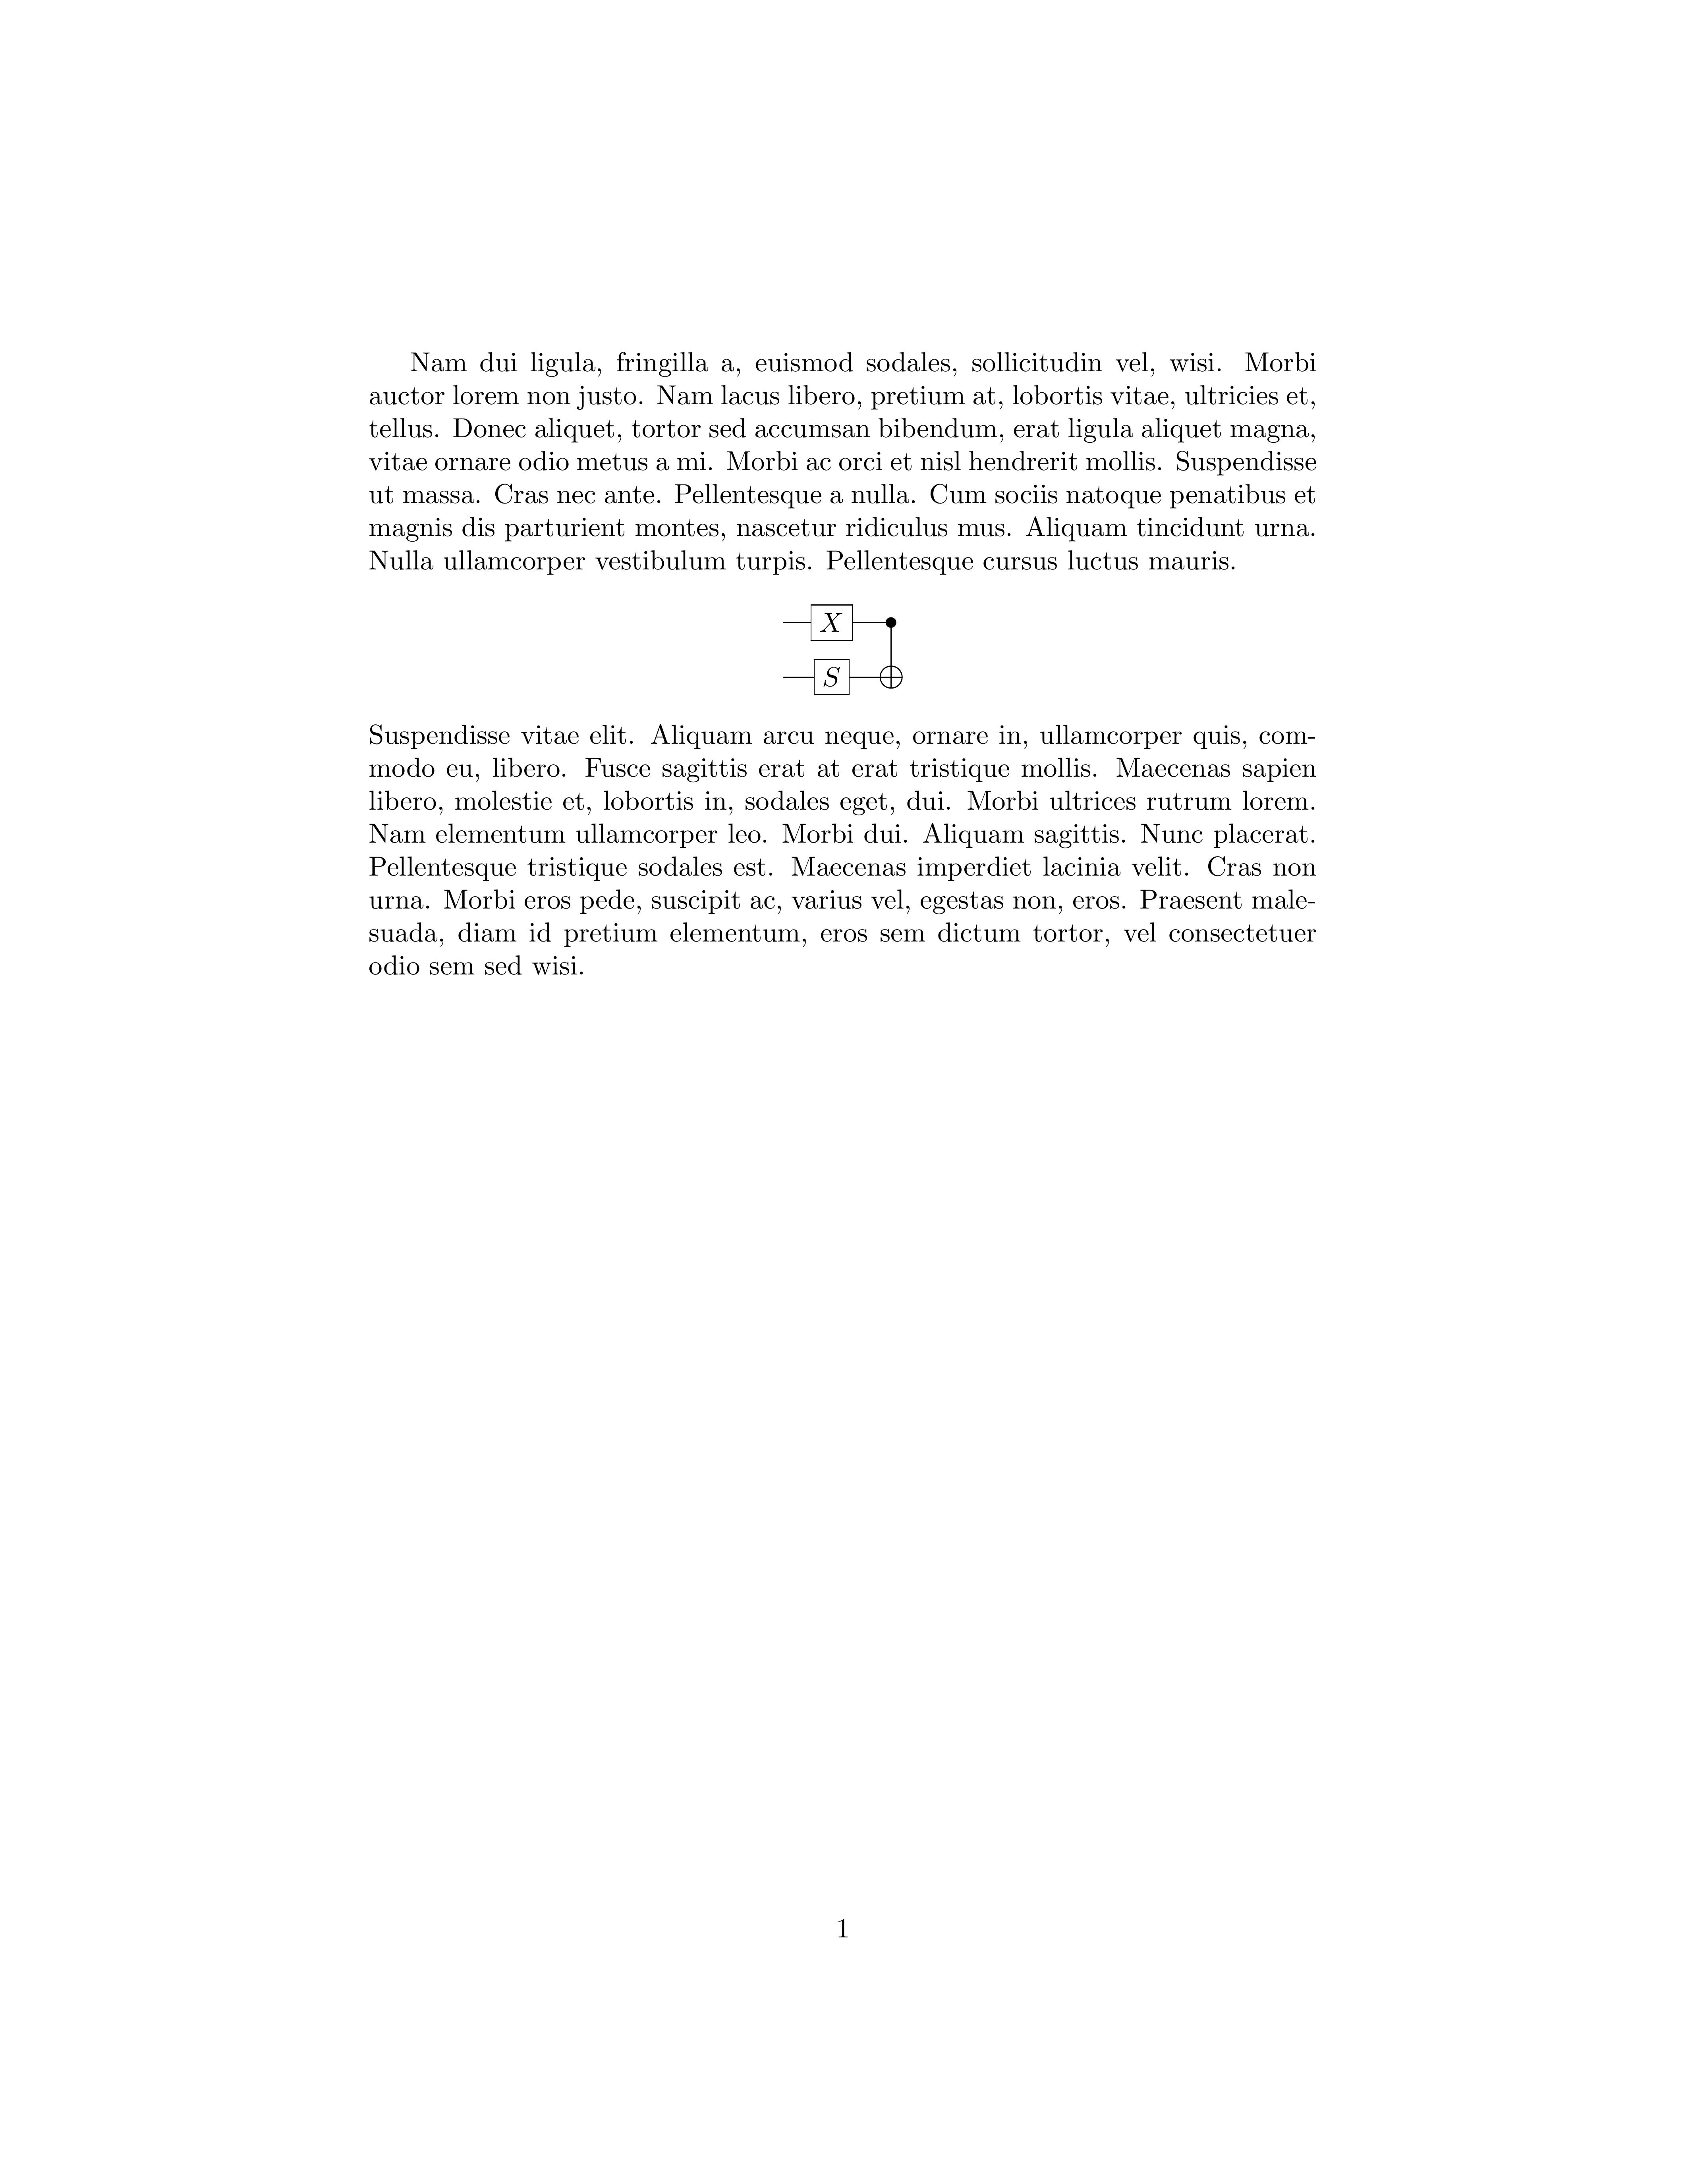 Nam dui ligula, fringilla a, euismod sodales, sollicitudin vel, wisi. Morbi
auctor lorem non justo. Nam lacus libero, pretium at, lobortis vitae, ultricies et,
tellus. Donec aliquet, tortor sed accumsan bibendum, erat ligula aliquet magna,
vitae ornare odio metus a mi. Morbi ac orci et nisl hendrerit mollis. Suspendisse
ut massa. Cras nec ante. Pellentesque a nulla. Cum sociis natoque penatibus et
magnis dis parturient montes, nascetur ridiculus mus. Aliquam tincidunt urna.
Nulla ullamcorper vestibulum turpis. Pellentesque cursus luctus mauris.
X
S
Suspendisse vitae elit. Aliquam arcu neque, ornare in, ullamcorper quis, com-
modo eu, libero. Fusce sagittis erat at erat tristique mollis. Maecenas sapien
libero, molestie et, lobortis in, sodales eget, dui. Morbi ultrices rutrum lorem.
Nam elementum ullamcorper leo. Morbi dui. Aliquam sagittis. Nunc placerat.
Pellentesque tristique sodales est. Maecenas imperdiet lacinia velit. Cras non
urna. Morbi eros pede, suscipit ac, varius vel, egestas non, eros. Praesent male-
suada, diam id pretium elementum, eros sem dictum tortor, vel consectetuer
odio sem sed wisi.
1